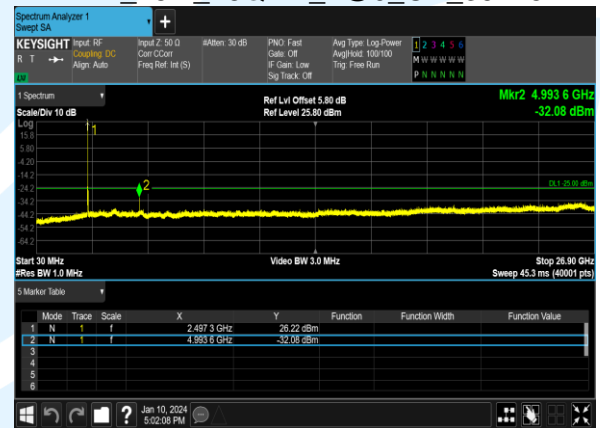 Spectrum Analyzer 1
Swept SA
+
KEYSIGHT
R T
LXI
Input: RF
Coupling: DC
Align: Auto
Input Z: 50 Ω
Corr CCorr
Freq Ref: Int (S)
#Atten: 30 dB
PNO: Fast
Gate: Off
IF Gain: Low
Sig Track: Off
Avg Type: Log-Power
Avg|Hold: 100/100
Trig: Free Run
1 2 3 4 5 6
M W W W W W
P N N N N N
1 Spectrum
Scale/Div 10 dB
Ref Lvl Offset 5.80 dB
Ref Level 25.80 dBm
Mkr2 4.993 6 GHz
-32.08 dBm
Log
15.8
5.80
-4.20
-14.2
-24.2
-34.2
-44.2
-54.2
-64.2
1
2
DL1 -25.00 dBm
Start 30 MHz
#Res BW 1.0 MHz
Video BW 3.0 MHz
Stop 26.90 GHz
Sweep 45.3 ms (40001 pts)
5 Marker Table
Mode Trace Scale X Y Function Function Width Function Value
1 N 1 f 2.497 3 GHz 26.22 dBm
2 N 1 f 4.993 6 GHz -32.08 dBm
3
4
5
6
?
Jan 10, 2024
5:02:08 PM